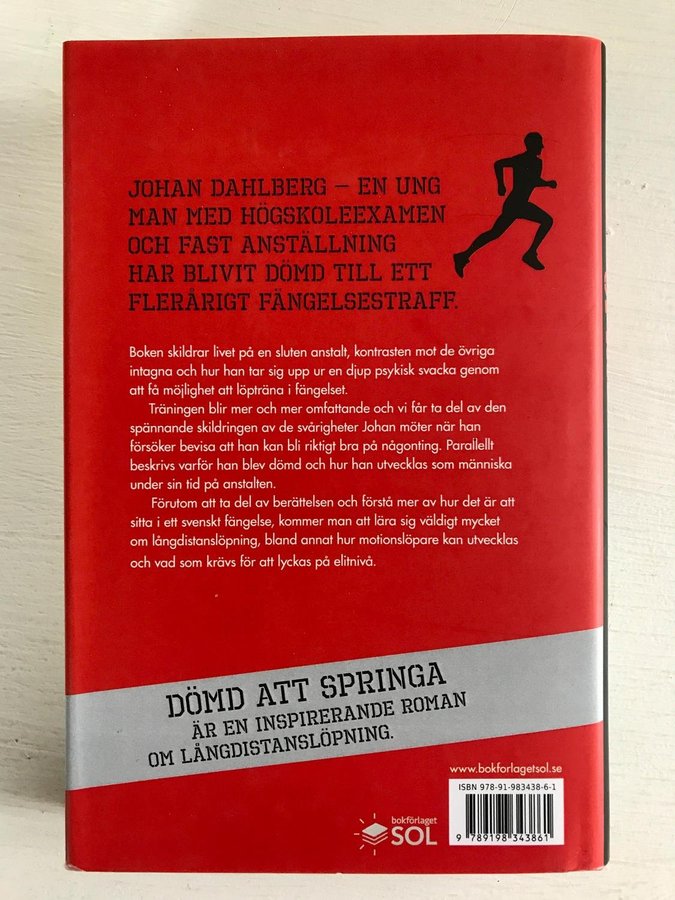 JOHAN DAHLBERG – EN UNG
MAN MED HÖGSKOLEEXAMEN
OCH FAST ANSTÄLLNING
HAR BLIVIT DÖMD TILL ETT
FLERÅRIGT FÄNGELSESTRAFF.
Boken skildrar livet på en sluten anstalt, kontrasten mot de övriga
intagna och hur han tar sig upp ur en djup psykisk svacka genom
att få möjlighet att löpträna i fängelset.
Träningen blir mer och mer omfattande och vi får ta del av den
spännande skildringen av de svårigheter Johan möter när han
försöker bevisa att han kan bli riktigt bra på någonting. Parallellt
beskrivs varför han blev dömd och hur han utvecklas som människa
under sin tid på anstalten.
Förutom att ta del av berättelsen och förstå mer av hur det är att
sitta i ett svenskt fängelse, kommer man att lära sig väldigt mycket
om långdistanslöpning, bland annat hur motionslöpare kan utvecklas
och vad som krävs för att lyckas på elitnivå.
DÖMD ATT SPRINGA
ÄR EN INSPIRERANDE ROMAN
OM LÅNGDISTANSLÖPNING.
www.bokforlagetsol.se
ISBN 978-91-983438-6-1
bokförlaget
SOL
9 789198 343861